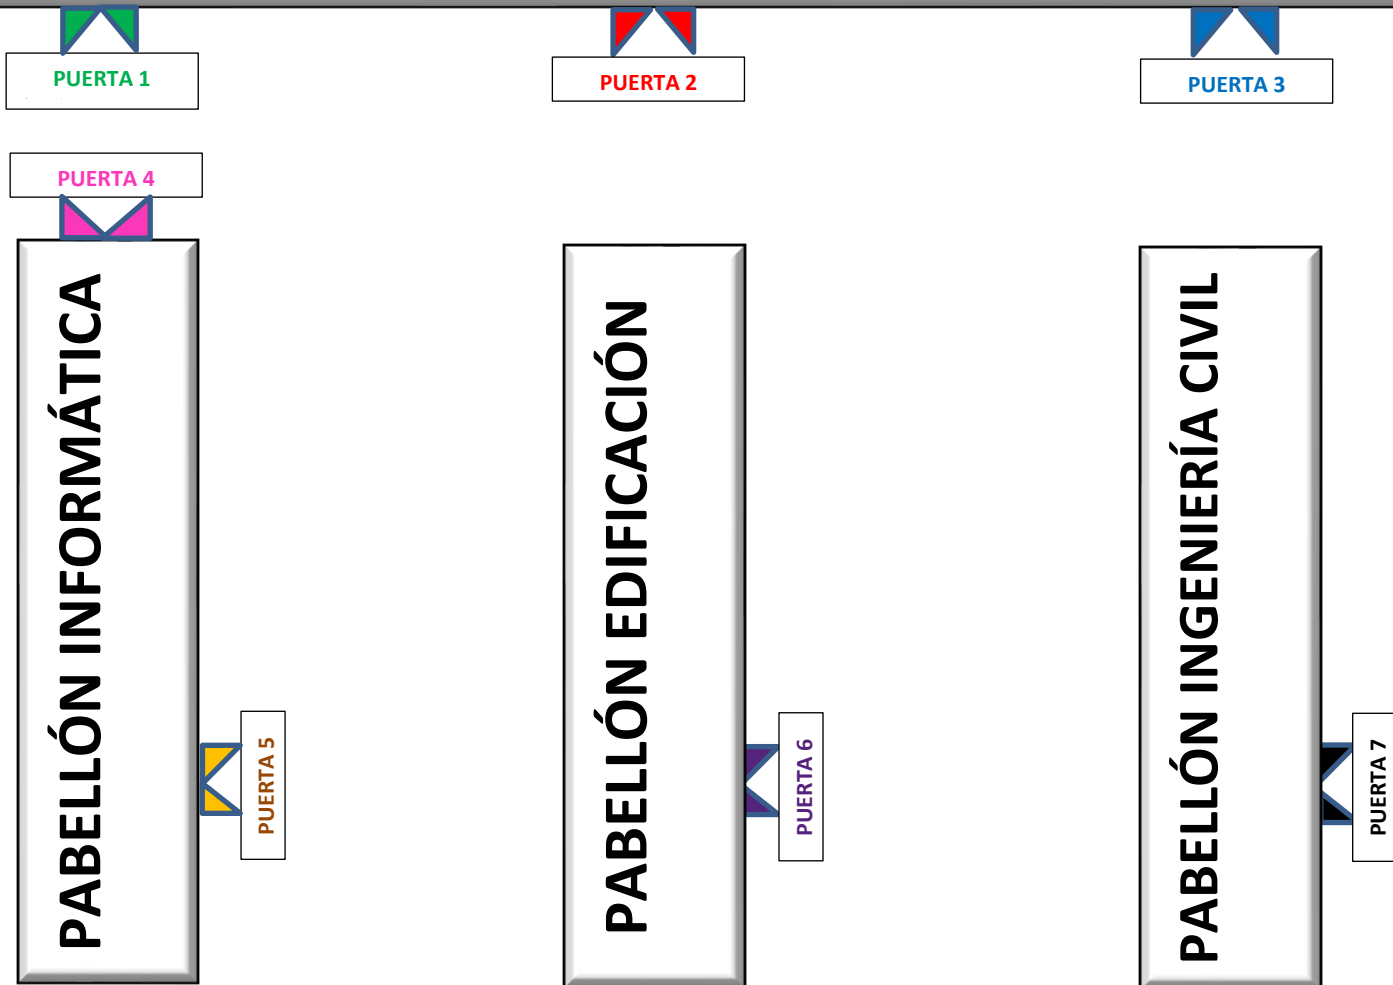 PUERTA 1
PUERTA 2
PUERTA 3
PUERTA 4
PABELLÓN INFORMÁTICA
PUERTA 5
PABELLÓN EDIFICACIÓN
PUERTA 6
PABELLÓN INGENIERÍA CIVIL
PUERTA 7